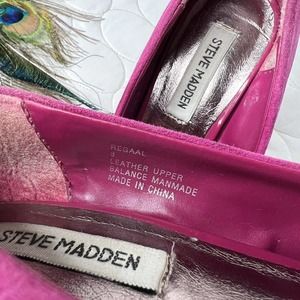 STEVE MADDEN
REGAAL
LEATHER UPPER
BALANCE MANMADE
MADE IN CHINA
STEVE MADDEN